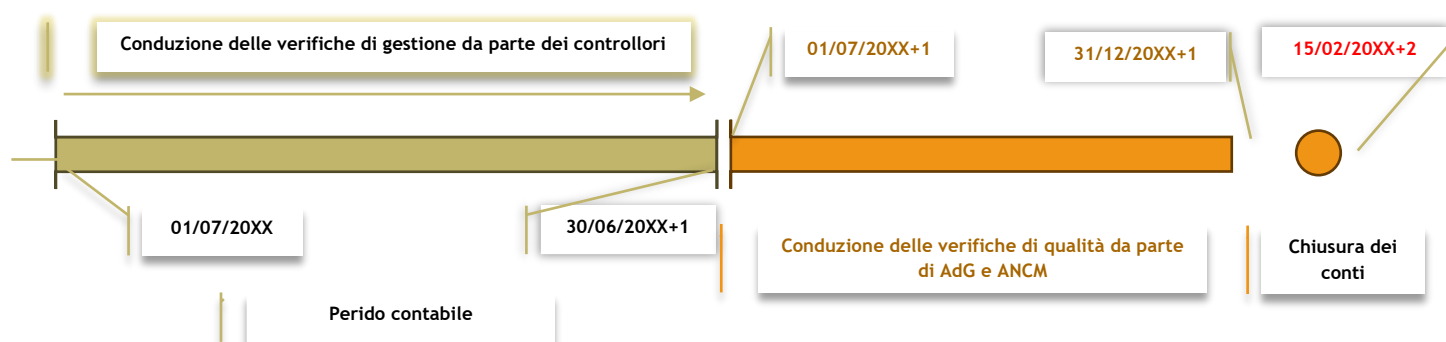 Conduzione delle verifiche di gestione da parte dei controllori
01/07/20XX+1
31/12/20XX+1
15/02/20XX+2
01/07/20XX
30/06/20XX+1
Conduzione delle verifiche di qualità da parte
di AdG e ANCM
Chiusura dei
conti
Perido contabile